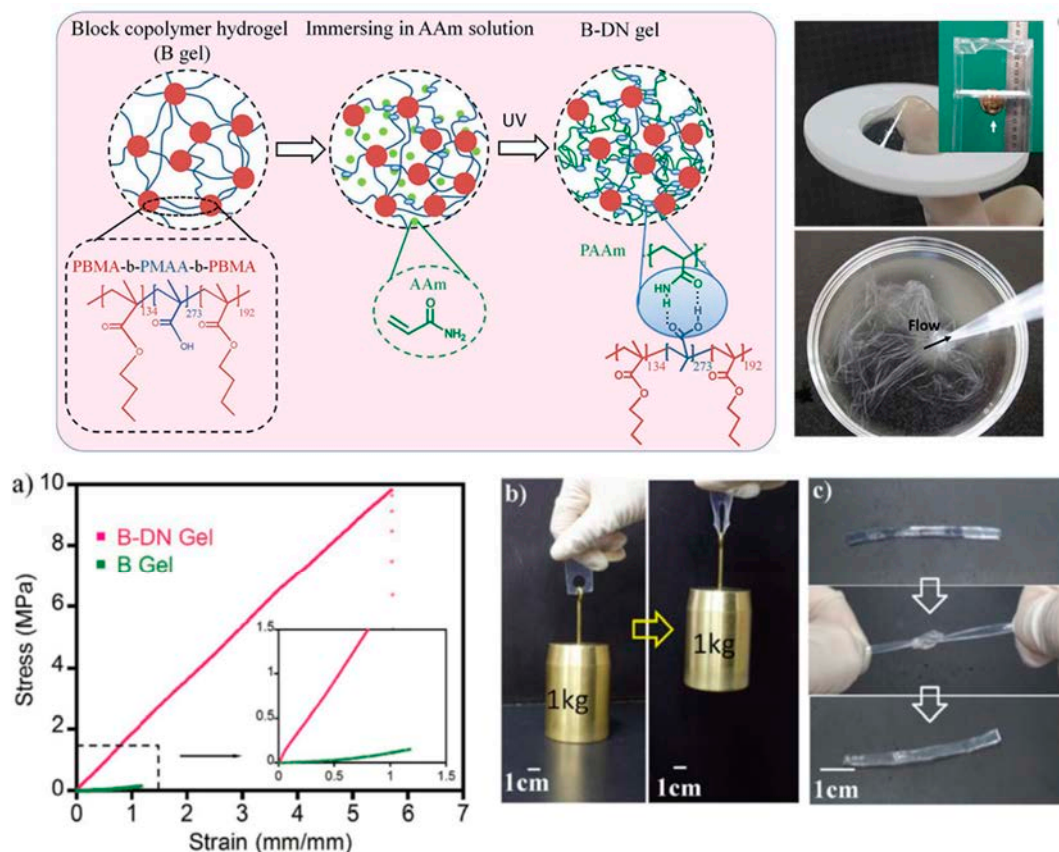 Block copolymer hydrogel
(B gel)
Immersing in AAm solution
B-DN gel
UV
PBMA-b-PMAA-b-PBMA
134
273
192
O
O
OH
O
O
AAm
O
NH2
PAAm
N
H
O
H
O
O
134
273
192
O
O
O
O
Flow
a)
10
8
6
4
2
0
Stress (MPa)
B-DN Gel
B Gel
1.5
1
0.5
0
0
0.5
1
1.5
0
1
2
3
4
5
6
7
Strain (mm/mm)
b)
1kg
1kg
1cm
1cm
c)
1cm